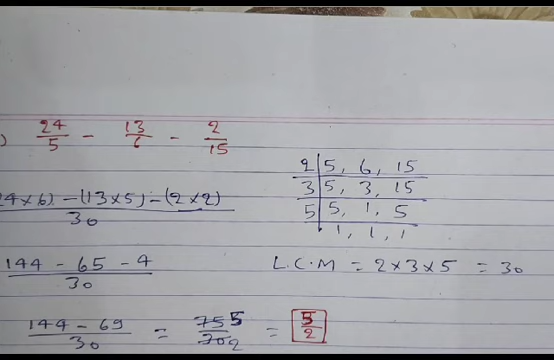 ) 24/5 - 13/6 - 2/15
2 | 5, 6, 15
3 | 5, 3, 15
5 | 5, 1, 5
1, 1, 1
4×6) - (13×5) - (2×2) / 30
144 - 65 - 4 / 30
L.C.M = 2×3×5 = 30
144 - 69 / 30 = 75 5 / 30 2 = 5/2